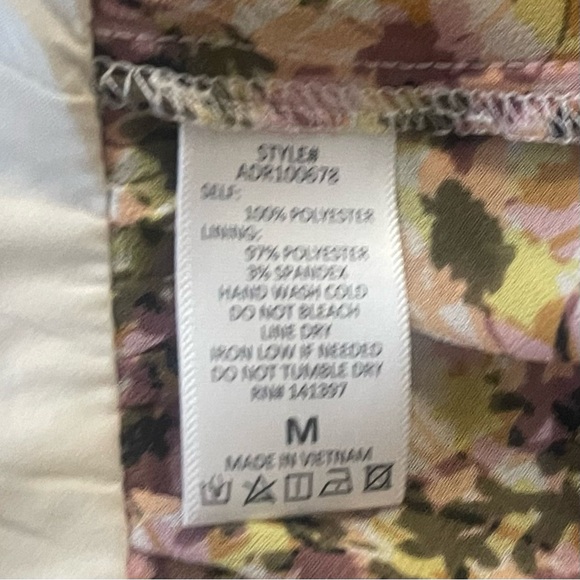 STYLE#
ADR100678
SELF:
100% POLYESTER
LINING:
97% POLYESTER
3% SPANDEX
HAND WASH COLD
DO NOT BLEACH
LINE DRY
IRON LOW IF NEEDED
DO NOT TUMBLE DRY
RN# 141397
M
MADE IN VIETNAM